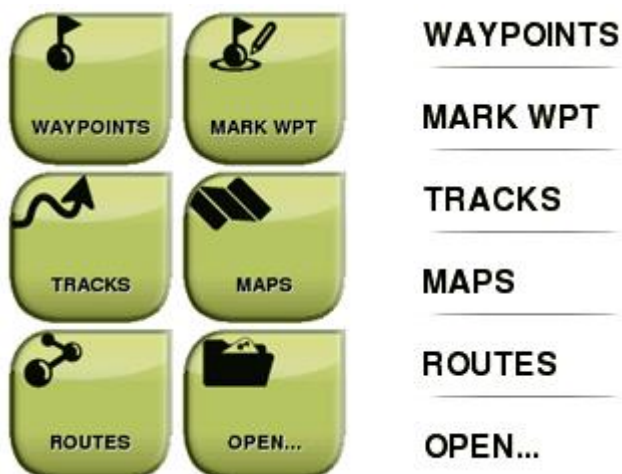 WAYPOINTS
MARK WPT
TRACKS
MAPS
ROUTES
OPEN...
WAYPOINTS
MARK WPT
TRACKS
MAPS
ROUTES
OPEN...